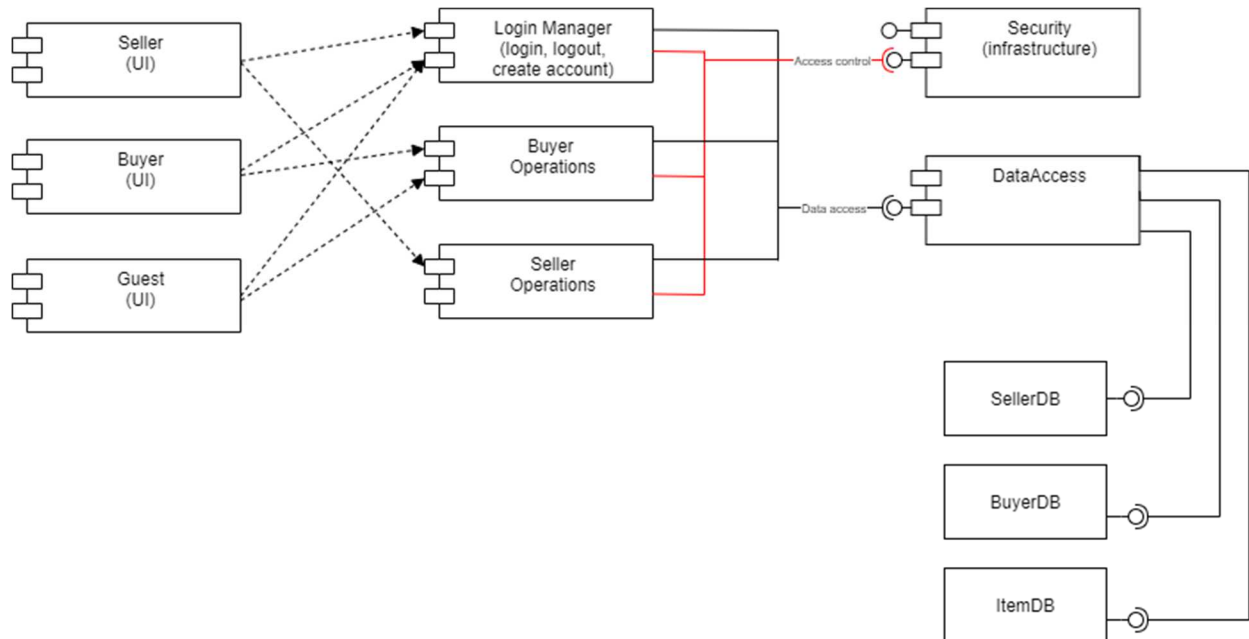 Seller
(UI)
Login Manager
(login, logout,
create account)
Security
(infrastructure)
Access control
Buyer
(UI)
Buyer
Operations
DataAccess
Data access
Guest
(UI)
Seller
Operations
SellerDB
BuyerDB
ItemDB